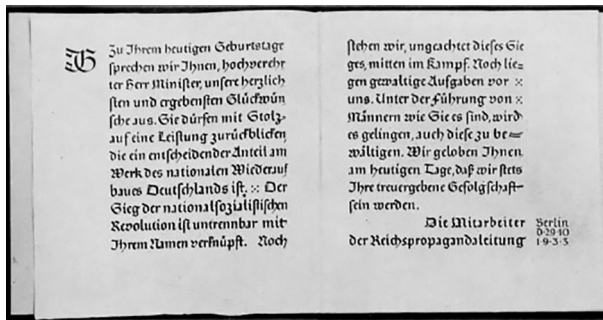 Zu Ihrem heutigen Geburtstage
sprechen wir Ihnen, hochverehr
ter Herr Minister, unsere herzlich
sten und ergebensten Glückwün
sche aus. Sie dürfen mit Stolz
auf eine Leistung zurückblicken,
die ein entscheidender Anteil am
Werk des nationalen Wiederauf
baues Deutschlands ist. Der
Sieg der nationalsozialistischen
Revolution ist untrennbar mit
Ihrem Namen verknüpft. Noch
stehen wir, ungeachtet dieses Sie
ges, mitten im Kampf. Noch lie-
gen gewaltige Aufgaben vor
uns. Unter der Führung von
Männern wie Sie es sind, wird
es gelingen, auch diese zu be
wältigen. Wir geloben Ihnen
am heutigen Tage, daß wir stets
Ihre treuergebene Gefolgschaft
sein werden.
Die Mitarbeiter
der Reichspropagandaleitung
Berlin
d·29·10
1·9·3·3